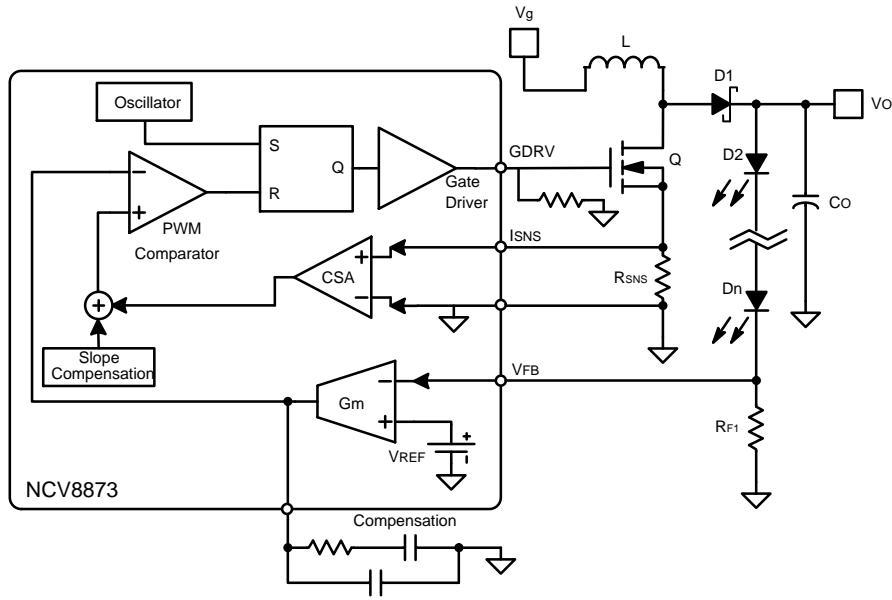 Vg
L
D1
VO
Oscillator
S
Q
R
GDRV
Q
D2
CO
Gate
Driver
PWM
Comparator
ISNS
CSA
RSNS
Dn
Slope
Compensation
VFB
Gm
VREF
RF1
NCV8873
Compensation